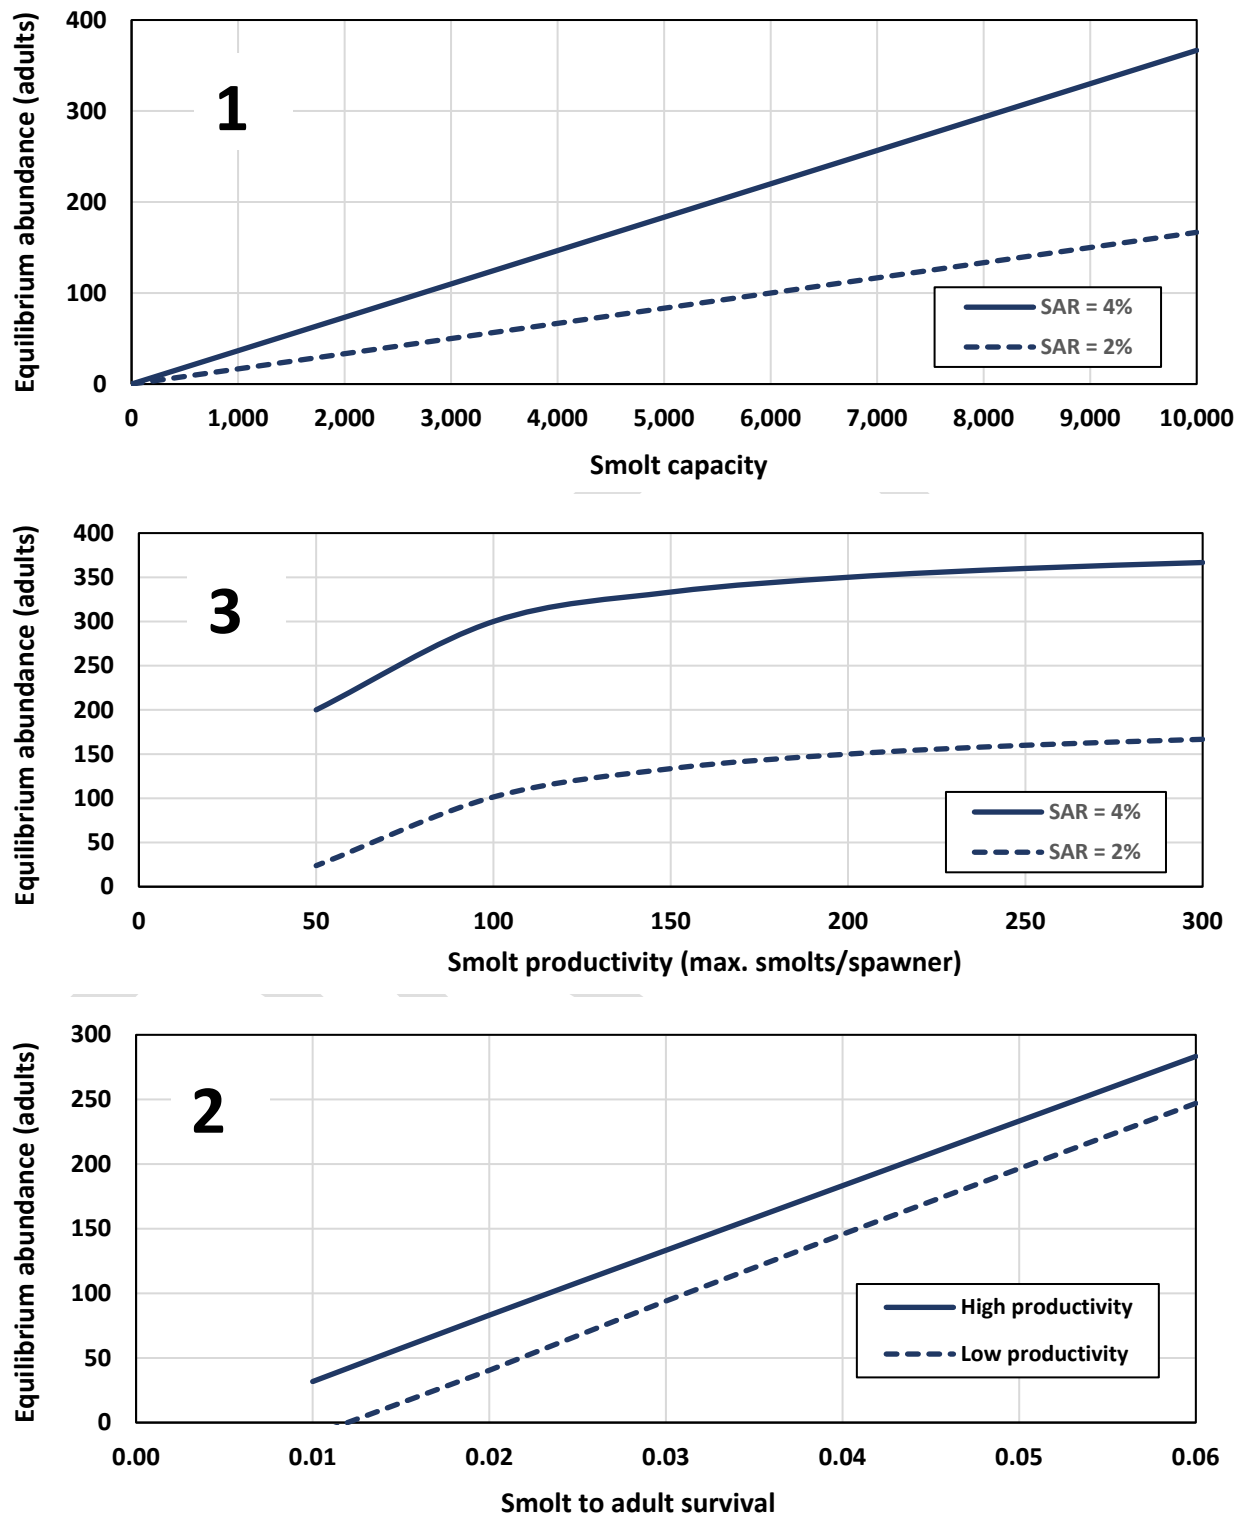 Equilibrium abundance (adults)
400
300
200
100
0
1
SAR = 4%
SAR = 2%
0 1,000 2,000 3,000 4,000 5,000 6,000 7,000 8,000 9,000 10,000
Smolt capacity
Equilibrium abundance (adults)
400
350
300
250
200
150
100
50
0
3
SAR = 4%
SAR = 2%
0 50 100 150 200 250 300
Smolt productivity (max. smolts/spawner)
Equilibrium abundance (adults)
300
250
200
150
100
50
0
2
High productivity
Low productivity
0.00 0.01 0.02 0.03 0.04 0.05 0.06
Smolt to adult survival